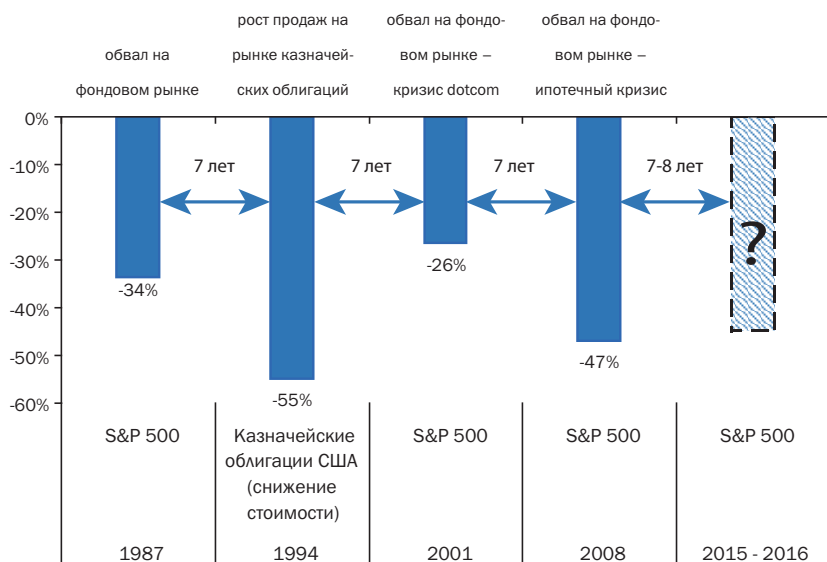 обвал на
фондовом рынке
рост продаж на
рынке казначей-
ских облигаций
обвал на фондо-
вом рынке –
кризис dotcom
обвал на фондо-
вом рынке –
ипотечный кризис
0%
-10%
-20%
-30%
-40%
-50%
-60%
7 лет
7 лет
7 лет
7-8 лет
-34%
-55%
-26%
-47%
?
S&P 500
Казначейские
облигации США
(снижение
стоимости)
S&P 500
S&P 500
S&P 500
1987
1994
2001
2008
2015 - 2016